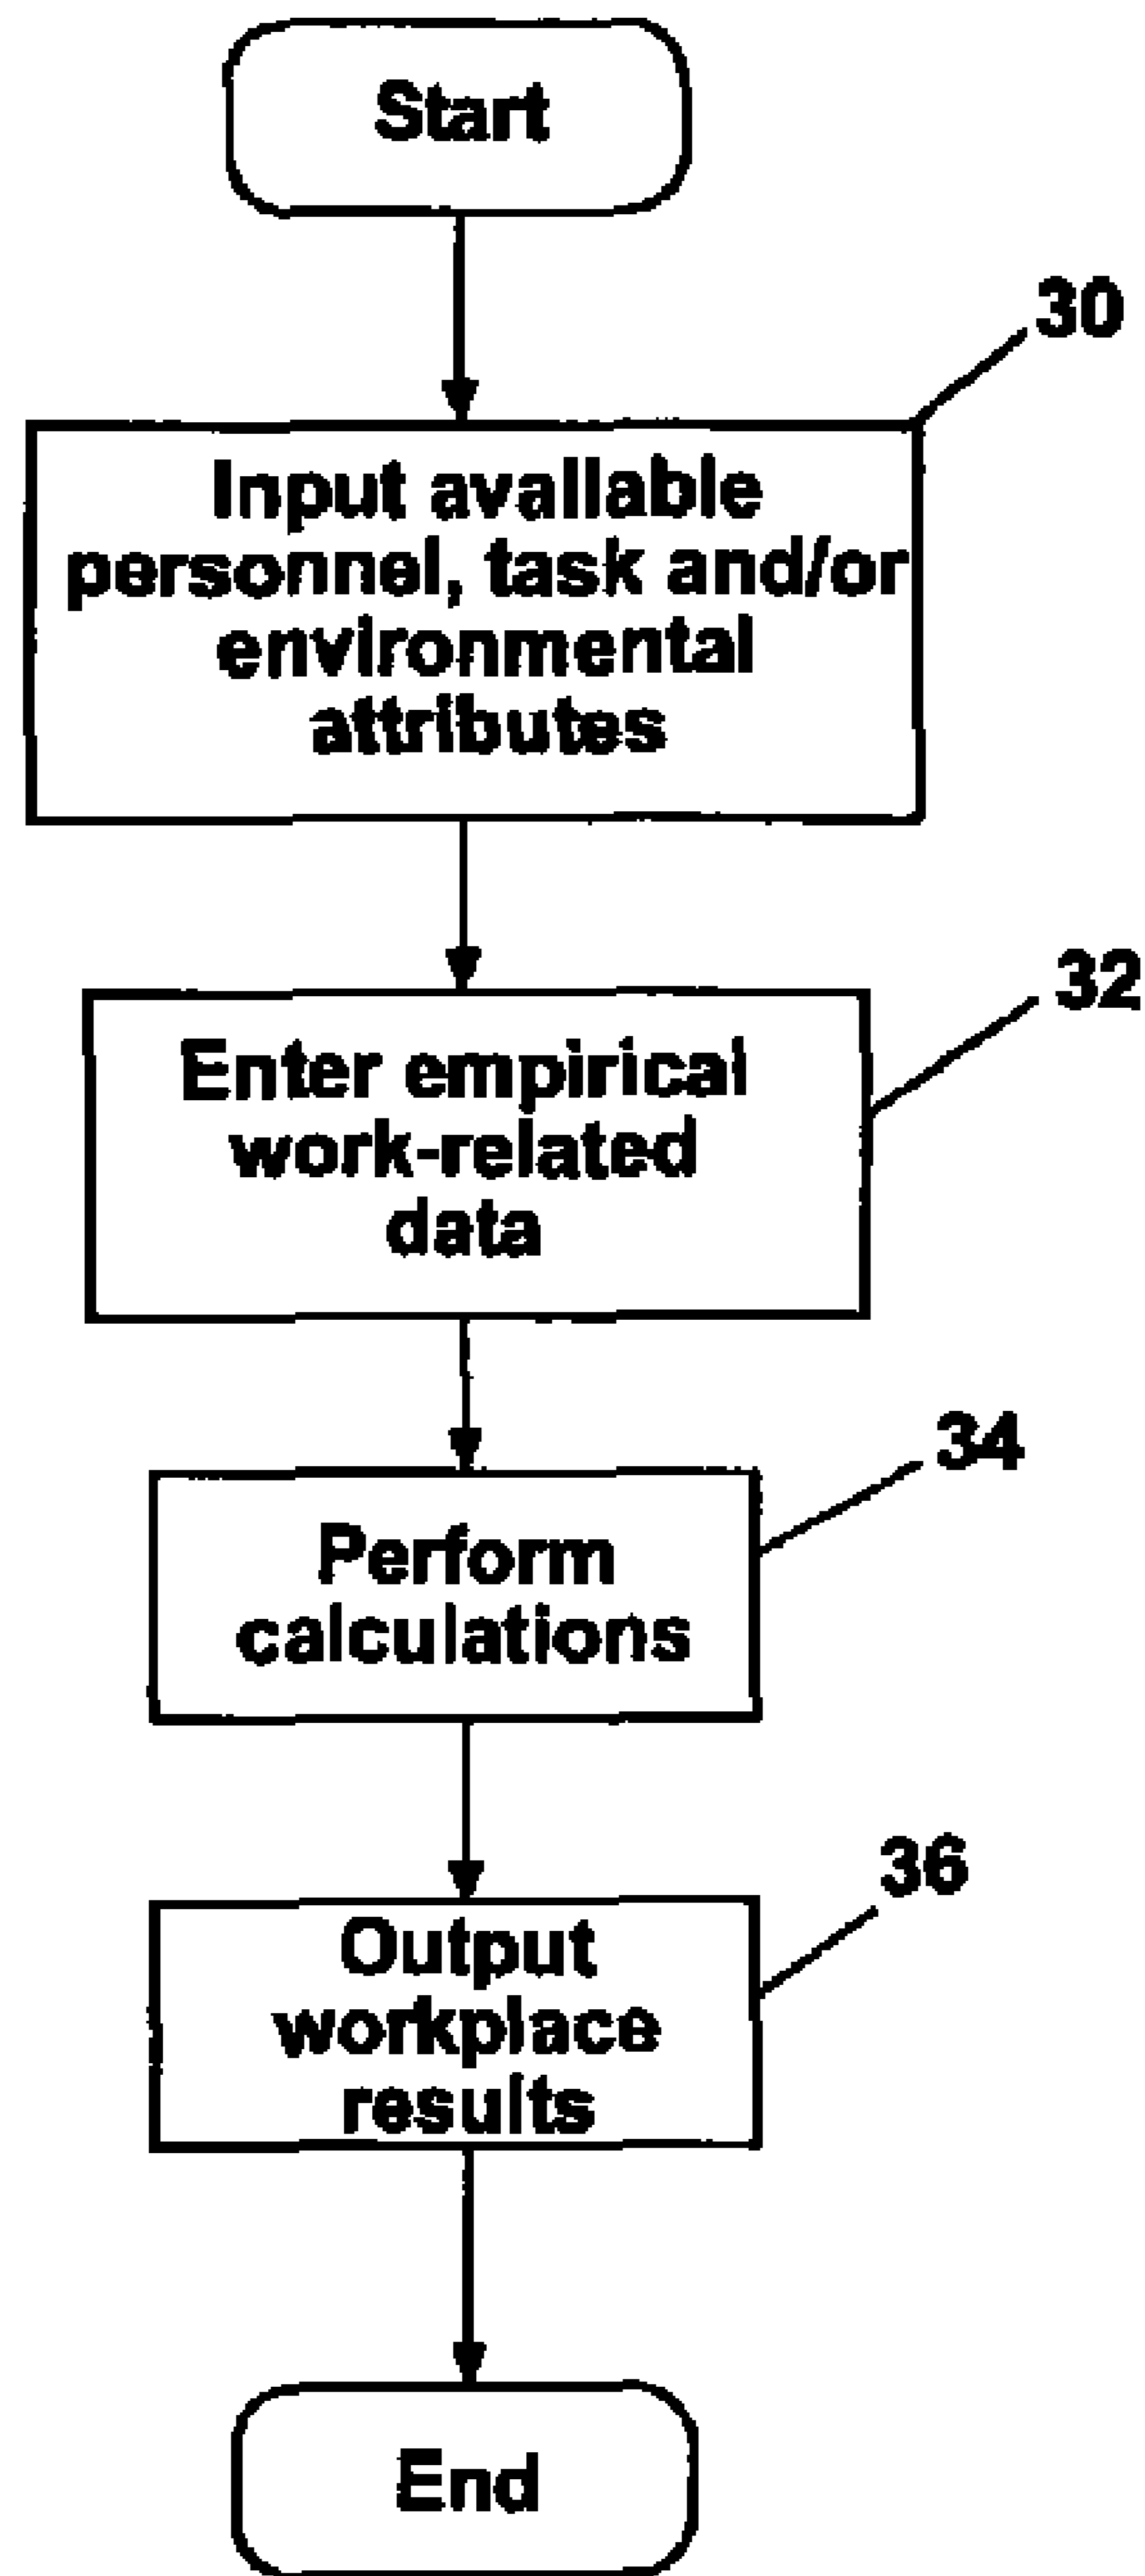 Start
30
Input available
personnel, task and/or
environmental
attributes
32
Enter empirical
work-related
data
34
Perform
calculations
36
Output
workplace
results
End